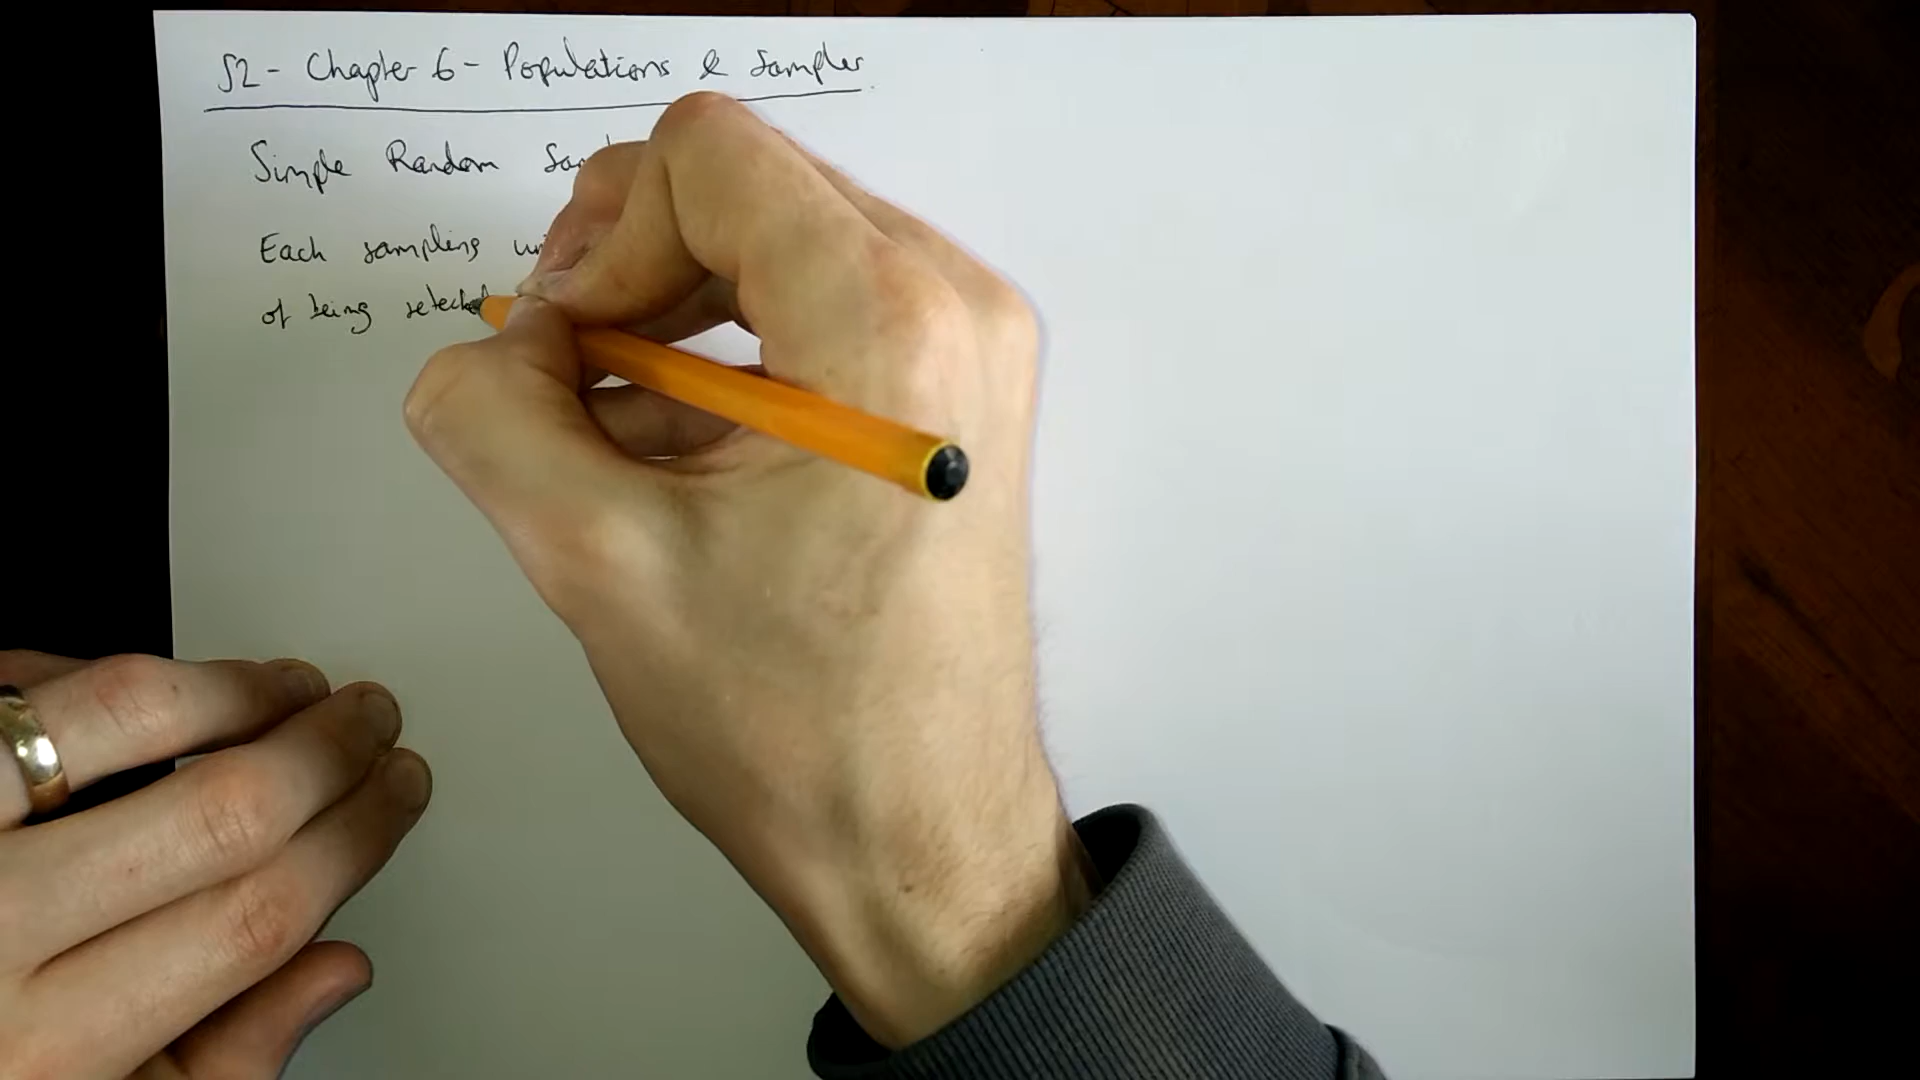 S2 - Chapter 6 - Populations & Samples
Simple Random
Each sampling
of being selected